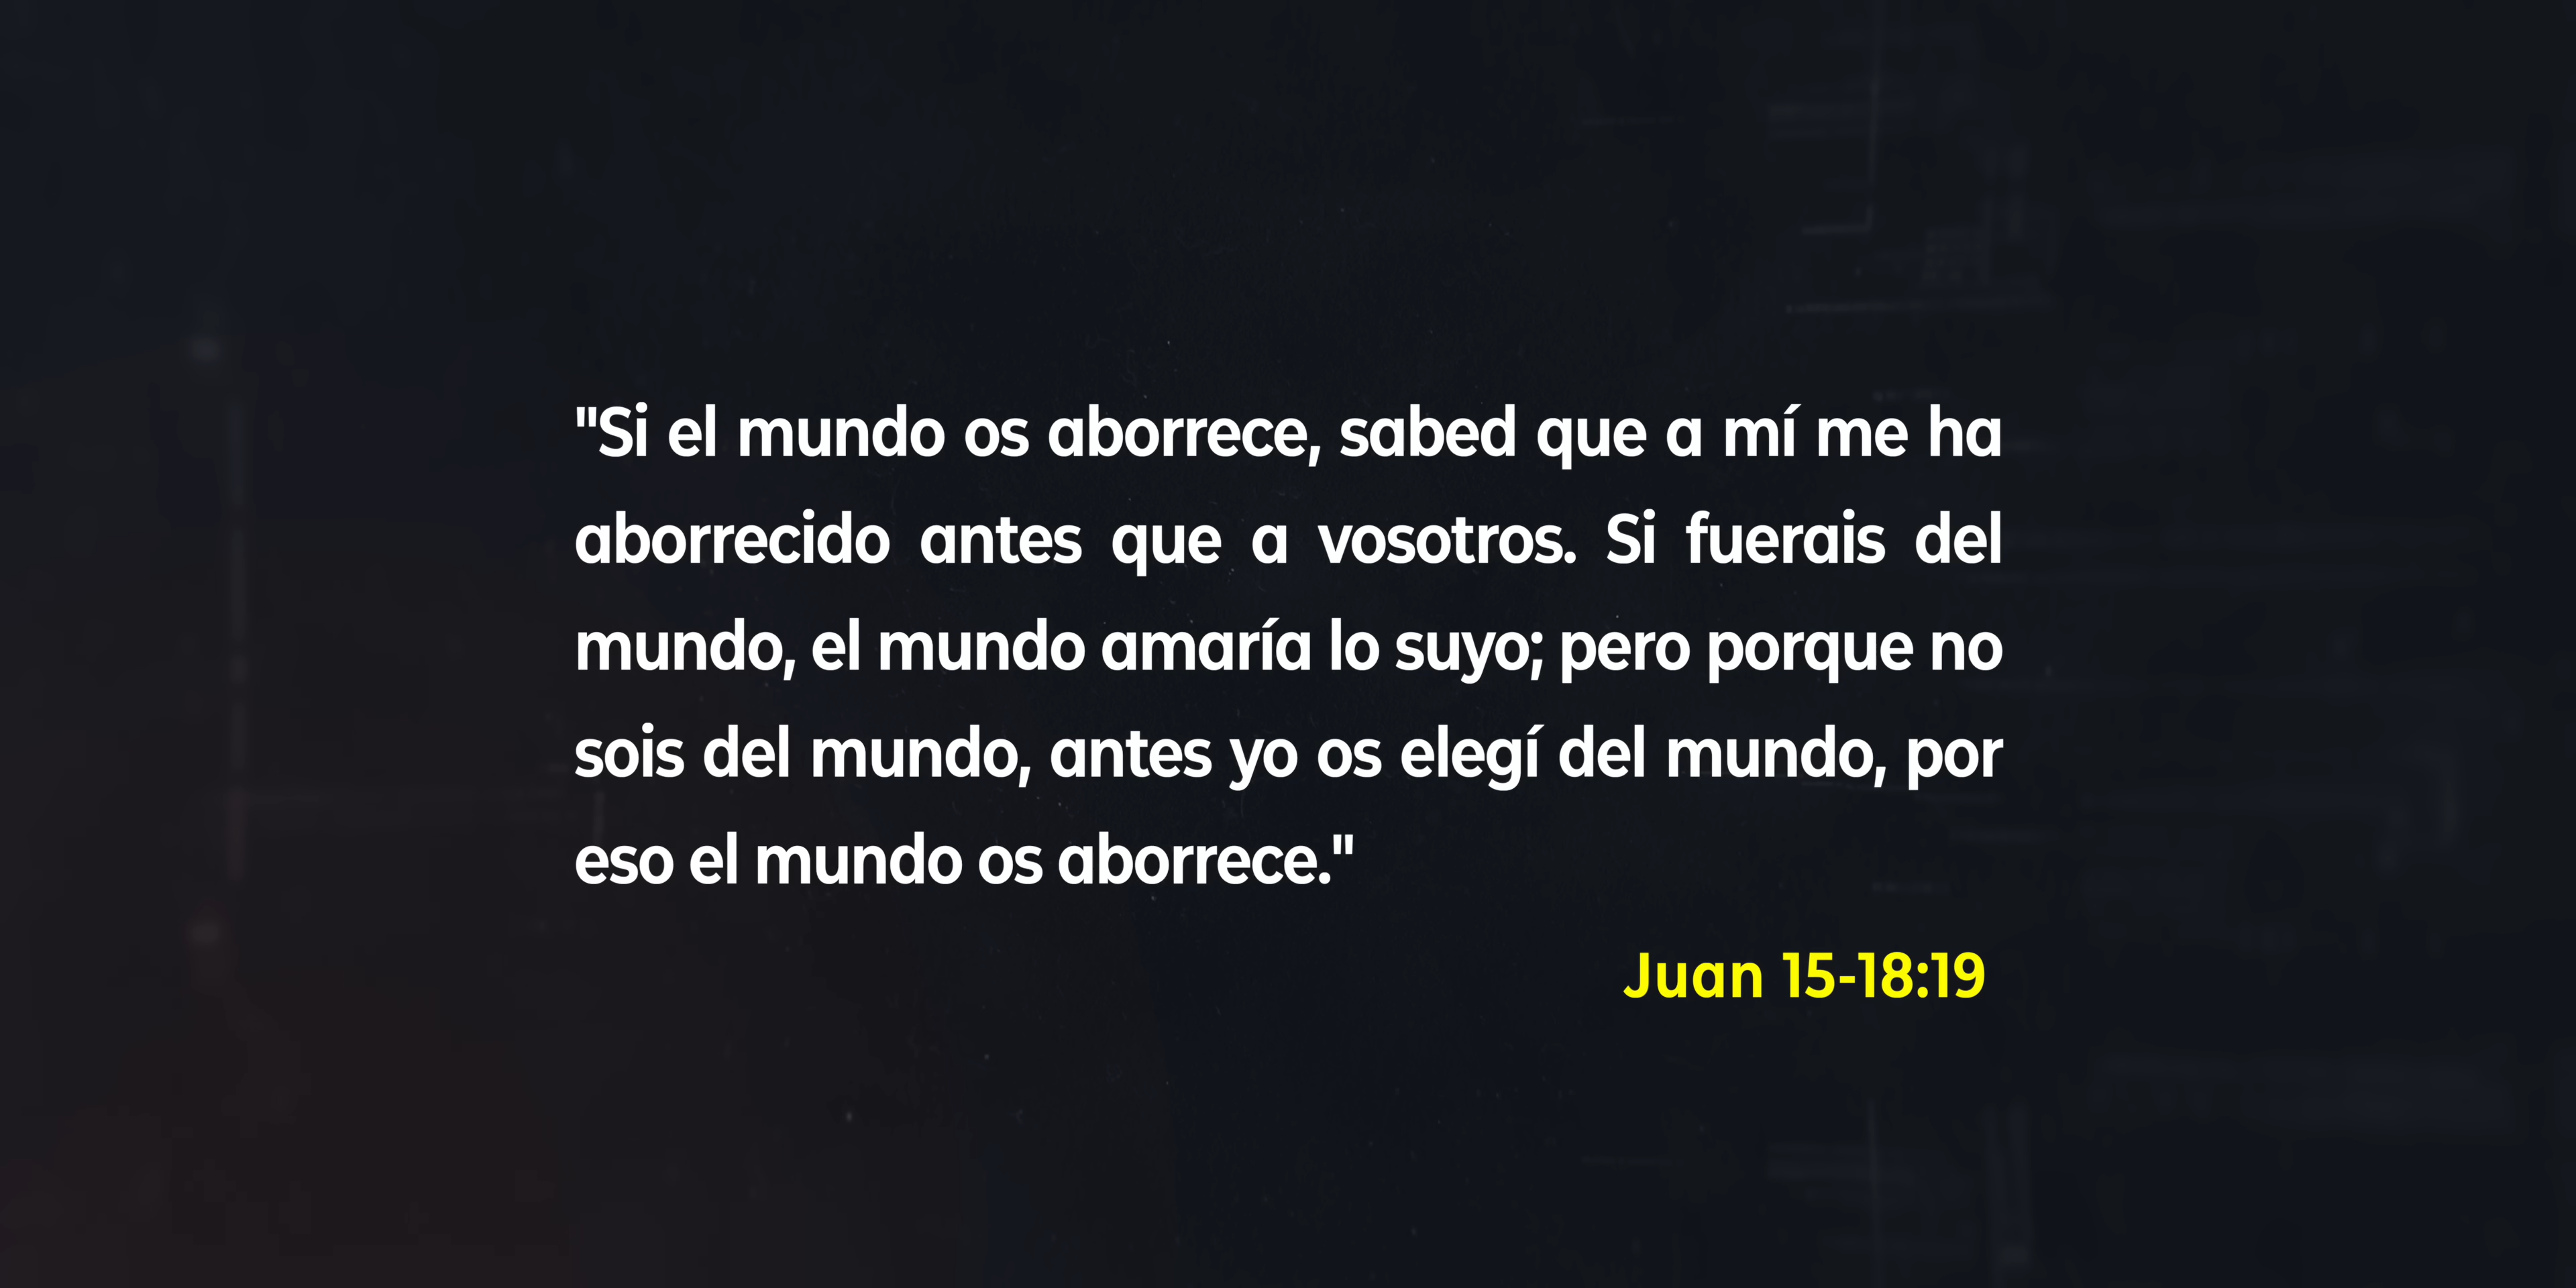 "Si el mundo os aborrece, sabed que a mí me ha
aborrecido antes que a vosotros. Si fuerais del
mundo, el mundo amaría lo suyo; pero porque no
sois del mundo, antes yo os elegí del mundo, por
eso el mundo os aborrece."
Juan 15-18:19